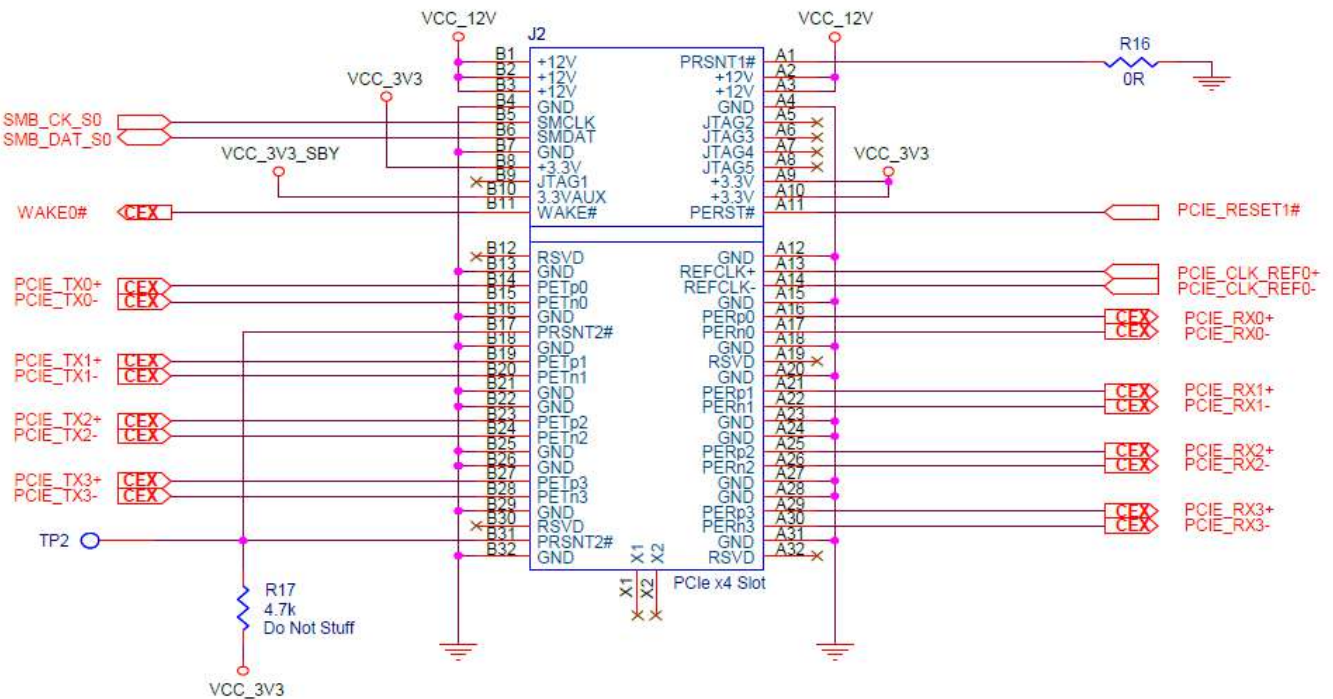 VCC_12V
VCC_12V
J2
R16
0R
VCC_3V3
VCC_3V3_SBY
VCC_3V3
SMB_CK_S0
SMB_DAT_S0
WAKE0# CEX
PCIE_TX0+ CEX
PCIE_TX0- CEX
PCIE_TX1+ CEX
PCIE_TX1- CEX
PCIE_TX2+ CEX
PCIE_TX2- CEX
PCIE_TX3+ CEX
PCIE_TX3- CEX
TP2
R17
4.7k
Do Not Stuff
VCC_3V3
B1 +12V PRSNT1# A1
B2 +12V +12V A2
B3 +12V +12V A3
B4 GND GND A4
B5 SMCLK JTAG2 A5
B6 SMDAT JTAG3 A6
B7 GND JTAG4 A7
B8 +3.3V JTAG5 A8
B9 JTAG1 +3.3V A9
B10 3.3VAUX +3.3V A10
B11 WAKE# PERST# A11
B12 RSVD GND A12
B13 GND REFCLK+ A13
B14 PETp0 REFCLK- A14
B15 PETn0 GND A15
B16 GND PERp0 A16
B17 PRSNT2# PERn0 A17
B18 GND GND A18
B19 PETp1 RSVD A19
B20 PETn1 GND A20
B21 GND PERp1 A21
B22 GND PERn1 A22
B23 PETp2 GND A23
B24 PETn2 GND A24
B25 GND PERp2 A25
B26 GND PERn2 A26
B27 PETp3 GND A27
B28 PETn3 GND A28
B29 GND PERp3 A29
B30 RSVD PERn3 A30
B31 PRSNT2# GND A31
B32 GND RSVD A32
X1 X2
X1 X2
PCIe x4 Slot
PCIE_RESET1#
PCIE_CLK_REF0+
PCIE_CLK_REF0-
CEX PCIE_RX0+
CEX PCIE_RX0-
CEX PCIE_RX1+
CEX PCIE_RX1-
CEX PCIE_RX2+
CEX PCIE_RX2-
CEX PCIE_RX3+
CEX PCIE_RX3-